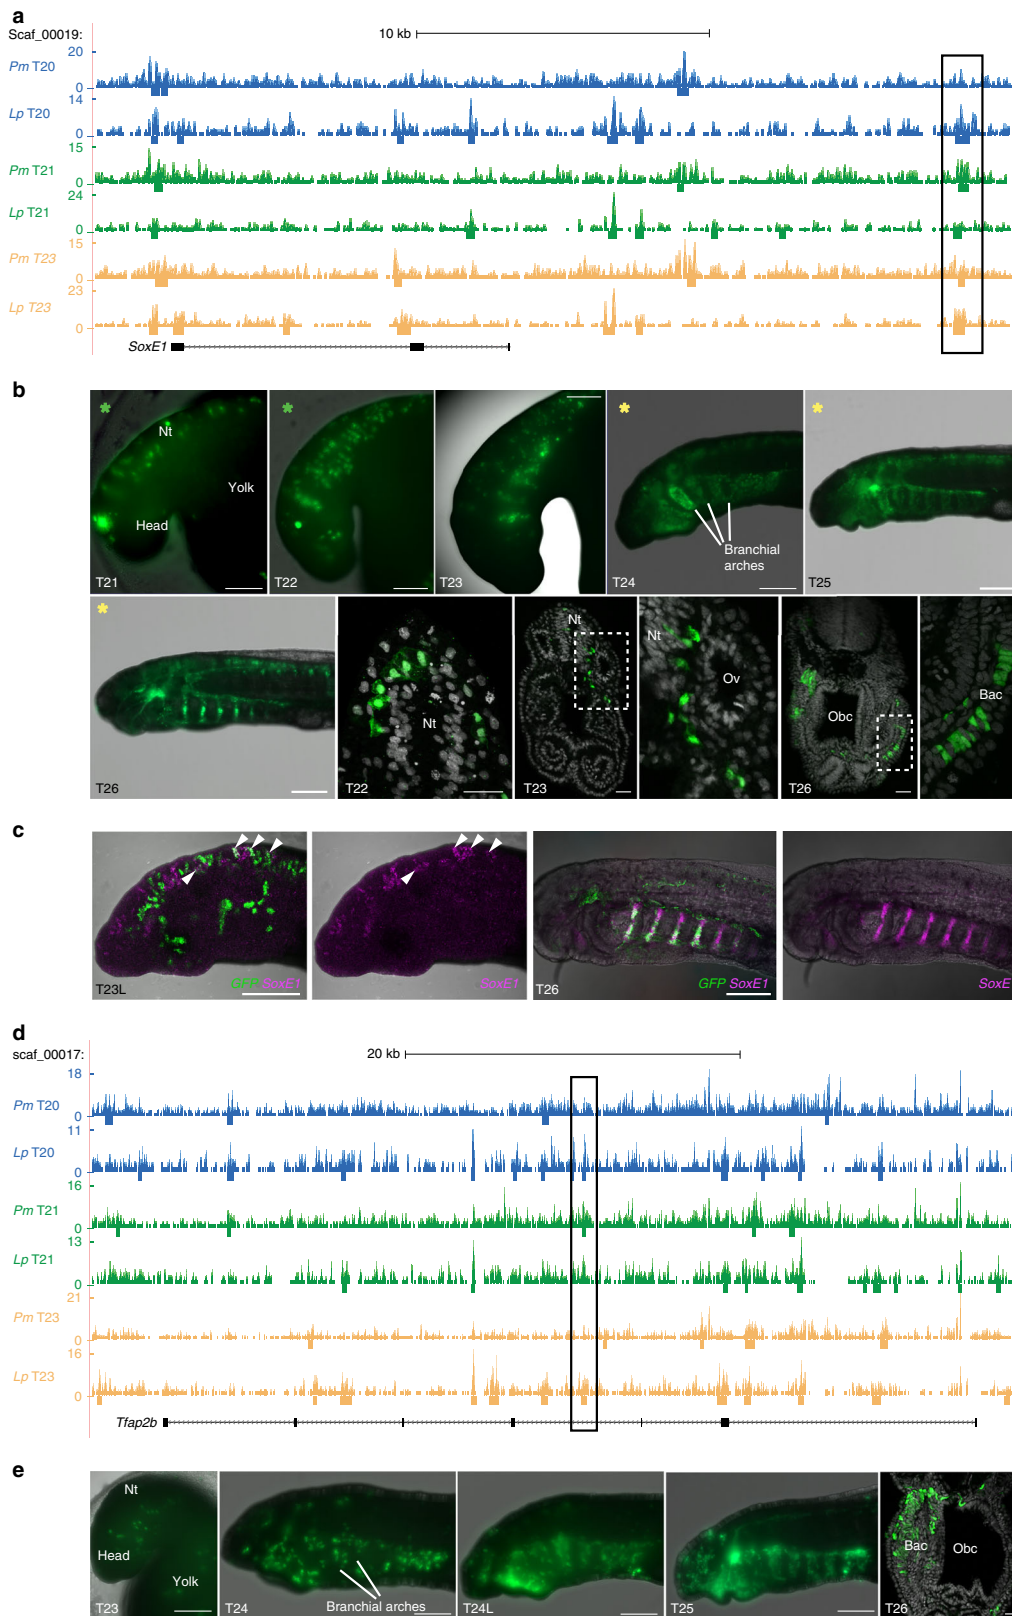 a
Scaf_00019:
10 kb
Pm T20
20
0
Lp T20
14
0
Pm T21
15
0
Lp T21
24
0
Pm T23
15
0
Lp T23
23
0
SoxE1
b
*
Nt
Yolk
Head
T21
*
T22
T23
*
Branchial
arches
T24
*
T25
*
T26
Nt
T22
Nt
T23
Nt
Ov
Obc
T26
Bac
c
T23L
GFP SoxE1
SoxE1
T26
GFP SoxE1
SoxE
d
scaf_00017:
20 kb
Pm T20
18
0
Lp T20
11
0
Pm T21
16
0
Lp T21
13
0
Pm T23
21
0
Lp T23
16
0
Tfap2b
e
Nt
Head
Yolk
T23
T24
Branchial arches
T24L
T25
Bac
Obc
T26